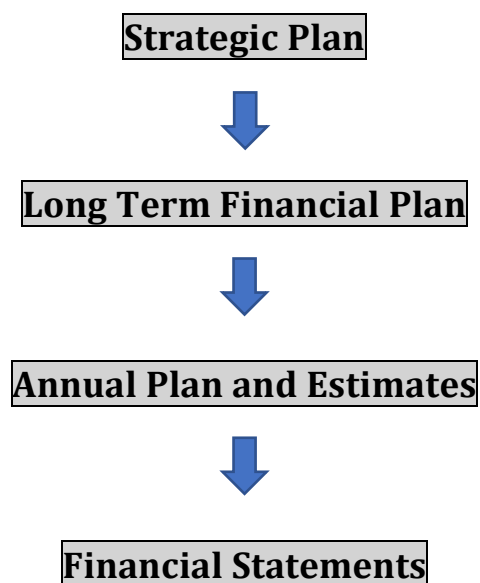 Strategic Plan
Long Term Financial Plan
Annual Plan and Estimates
Financial Statements